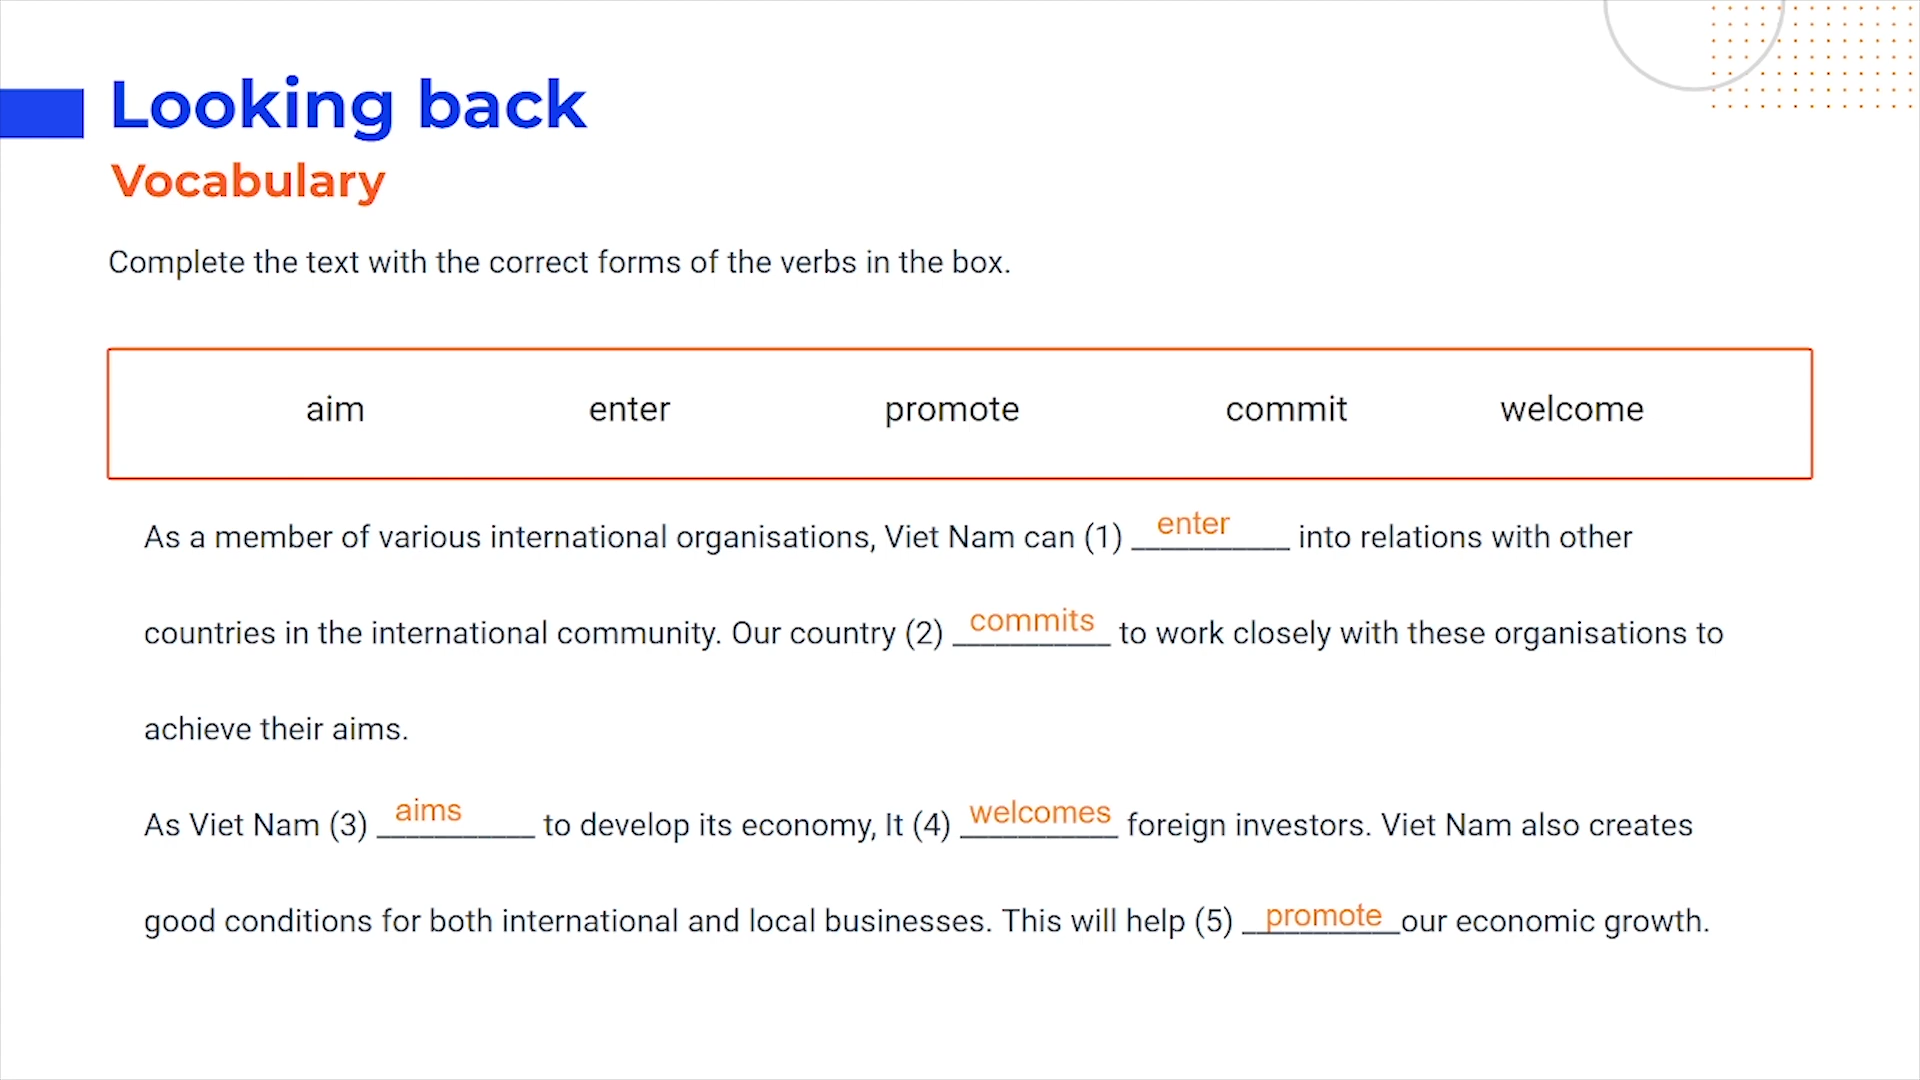 Looking back
Vocabulary
Complete the text with the correct forms of the verbs in the box.
aim enter promote commit welcome
As a member of various international organisations, Viet Nam can (1) enter into relations with other
countries in the international community. Our country (2) commits to work closely with these organisations to
achieve their aims.
As Viet Nam (3) aims to develop its economy, It (4) welcomes foreign investors. Viet Nam also creates
good conditions for both international and local businesses. This will help (5) promote our economic growth.